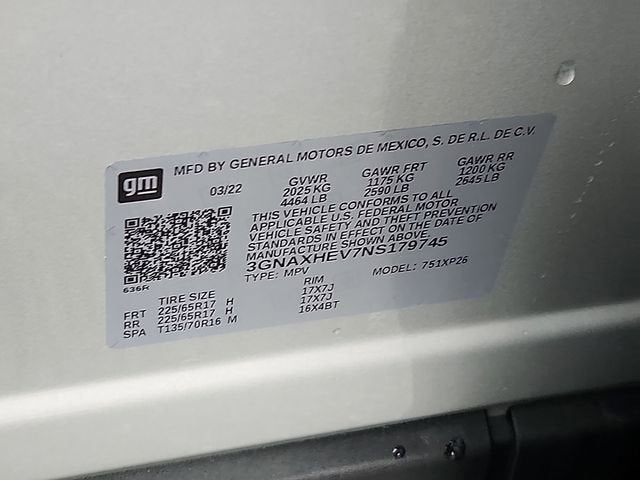 gm
MFD BY GENERAL MOTORS DE MEXICO, S. DE R.L. DE C.V.
03/22 GVWR GAWR FRT GAWR RR
2025 KG 1175 KG 1200 KG
4464 LB 2590 LB 2645 LB
THIS VEHICLE CONFORMS TO ALL
APPLICABLE U.S. FEDERAL MOTOR
VEHICLE SAFETY AND THEFT PREVENTION
STANDARDS IN EFFECT ON THE DATE OF
MANUFACTURE SHOWN ABOVE.
3GNAXHEV7NS179745
636R
TYPE: MPV MODEL: 751XP26
TIRE SIZE RIM
FRT 225/65R17 H 17X7J
RR 225/65R17 H 17X7J
SPA T135/70R16 M 16X4BT